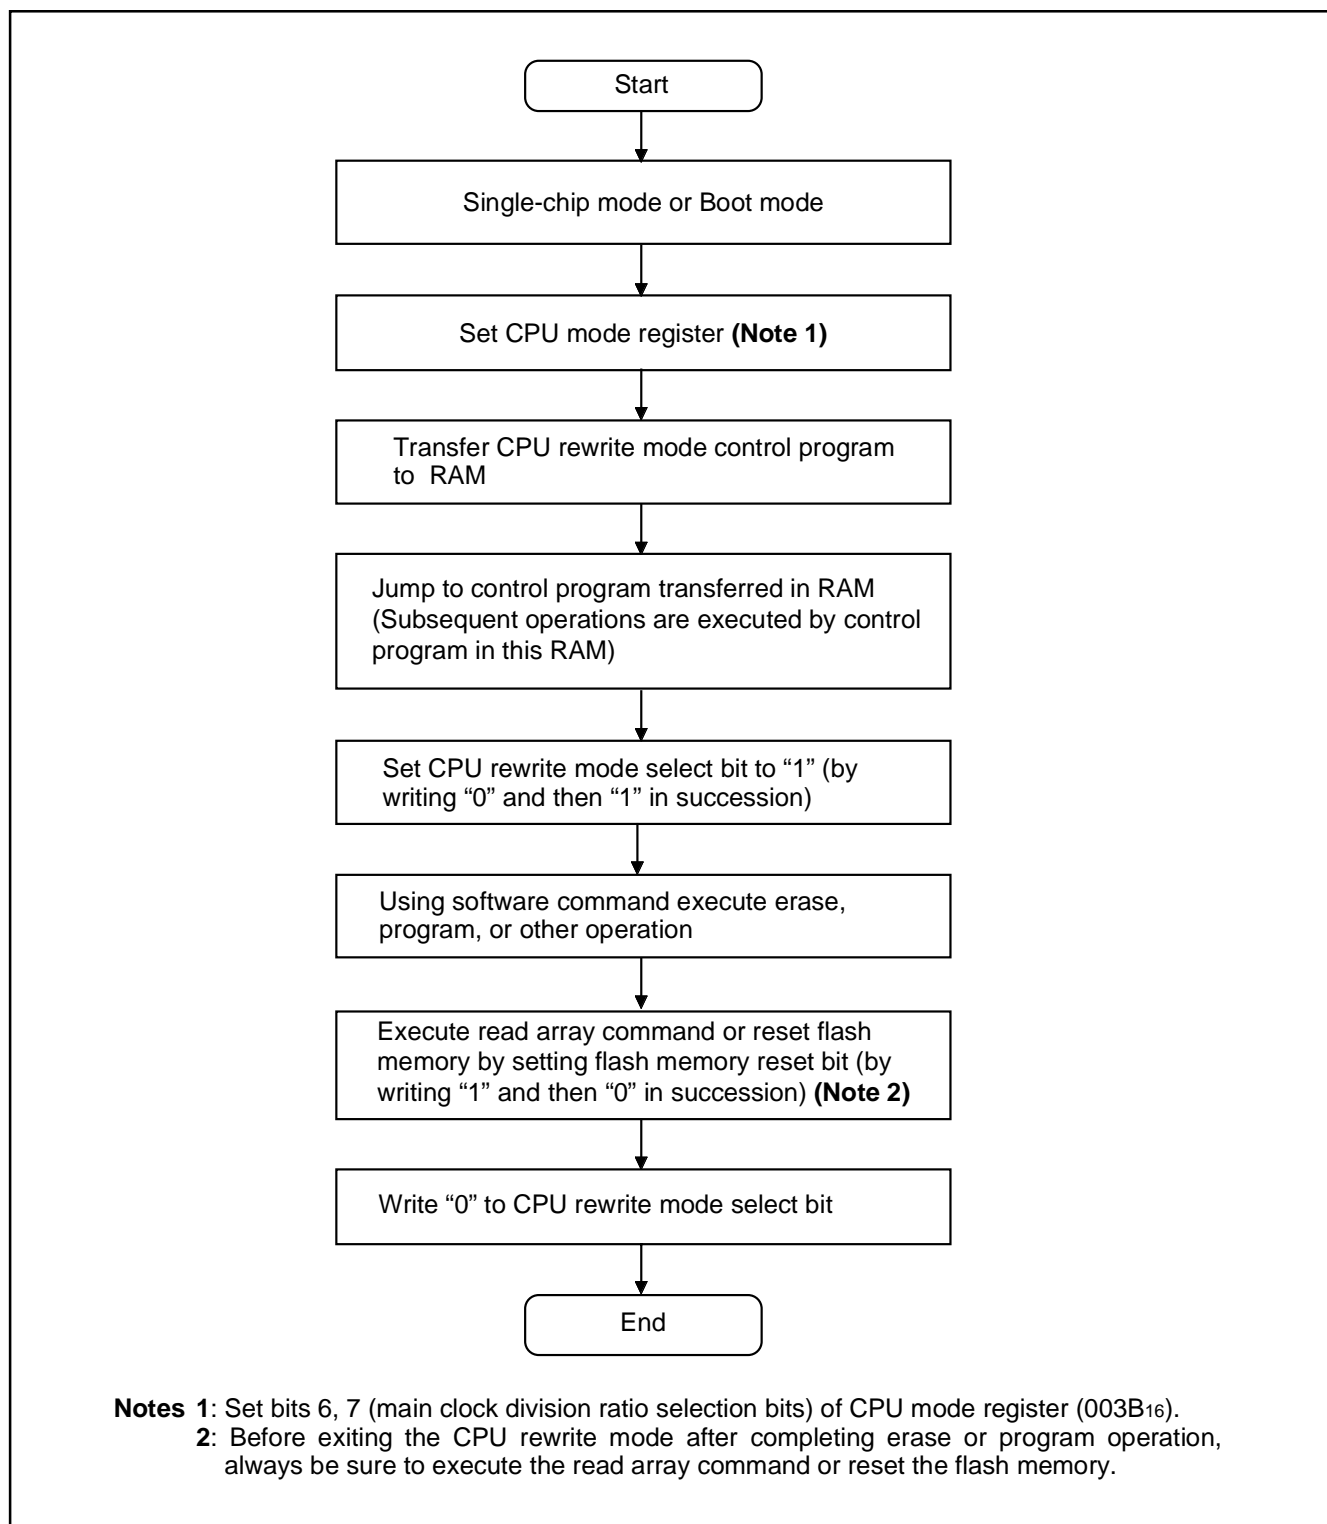 Start
Single-chip mode or Boot mode
Set CPU mode register (Note 1)
Transfer CPU rewrite mode control program
to RAM
Jump to control program transferred in RAM
(Subsequent operations are executed by control
program in this RAM)
Set CPU rewrite mode select bit to “1” (by
writing “0” and then “1” in succession)
Using software command execute erase,
program, or other operation
Execute read array command or reset flash
memory by setting flash memory reset bit (by
writing “1” and then “0” in succession) (Note 2)
Write “0” to CPU rewrite mode select bit
End
Notes 1: Set bits 6, 7 (main clock division ratio selection bits) of CPU mode register (003B16).
2: Before exiting the CPU rewrite mode after completing erase or program operation,
always be sure to execute the read array command or reset the flash memory.